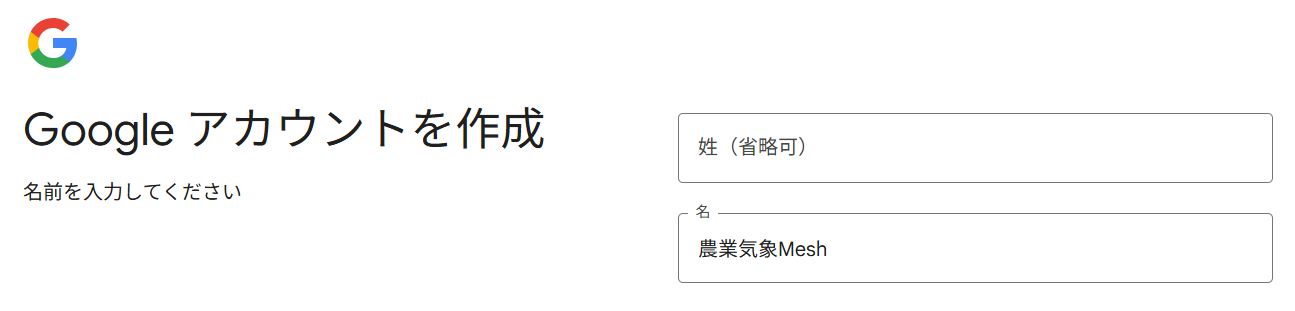 Google アカウントを作成
名前を入力してください
姓（省略可）
名
農業気象Mesh